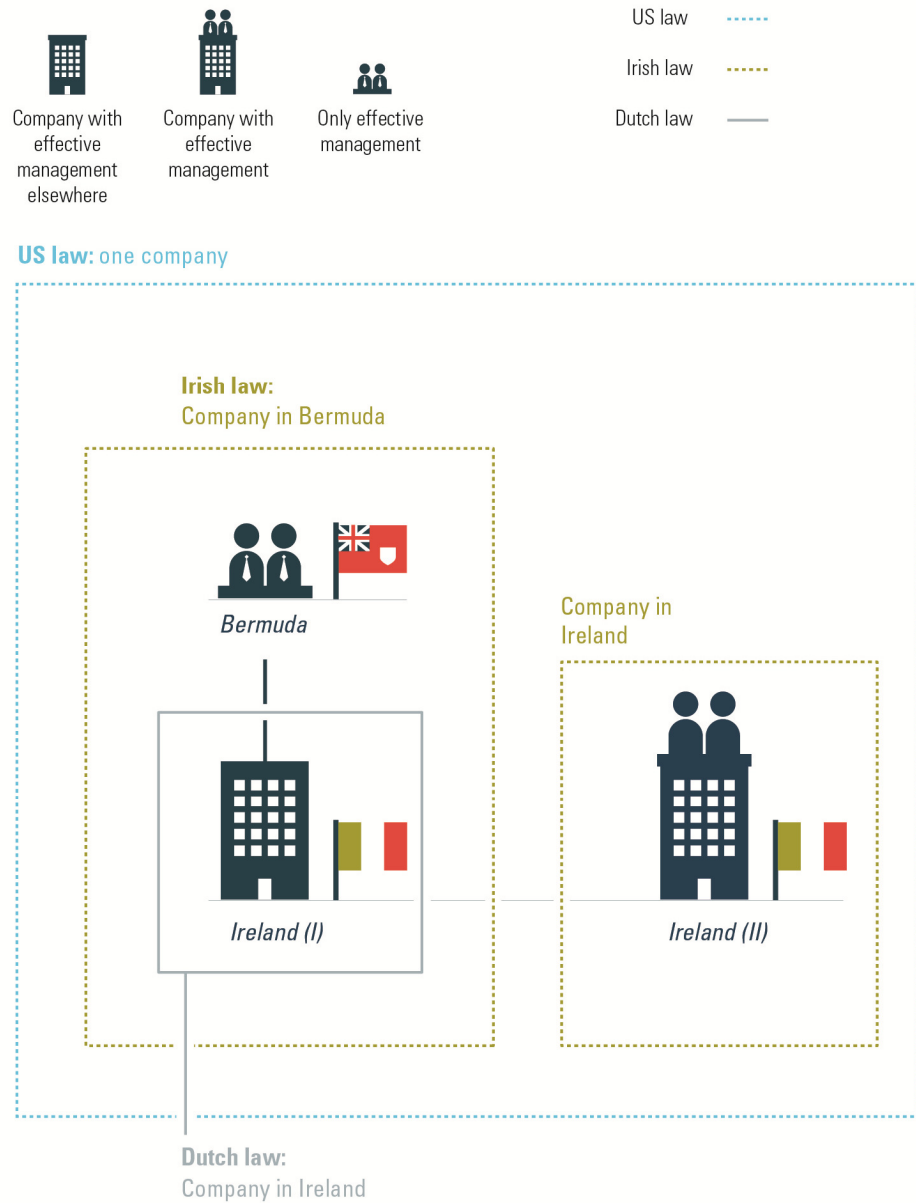 Company with
effective
management
elsewhere
Company with
effective
management
Only effective
management
US law
Irish law
Dutch law
US law: one company
Irish law:
Company in Bermuda
Bermuda
Company in
Ireland
Ireland (I)
Ireland (II)
Dutch law:
Company in Ireland